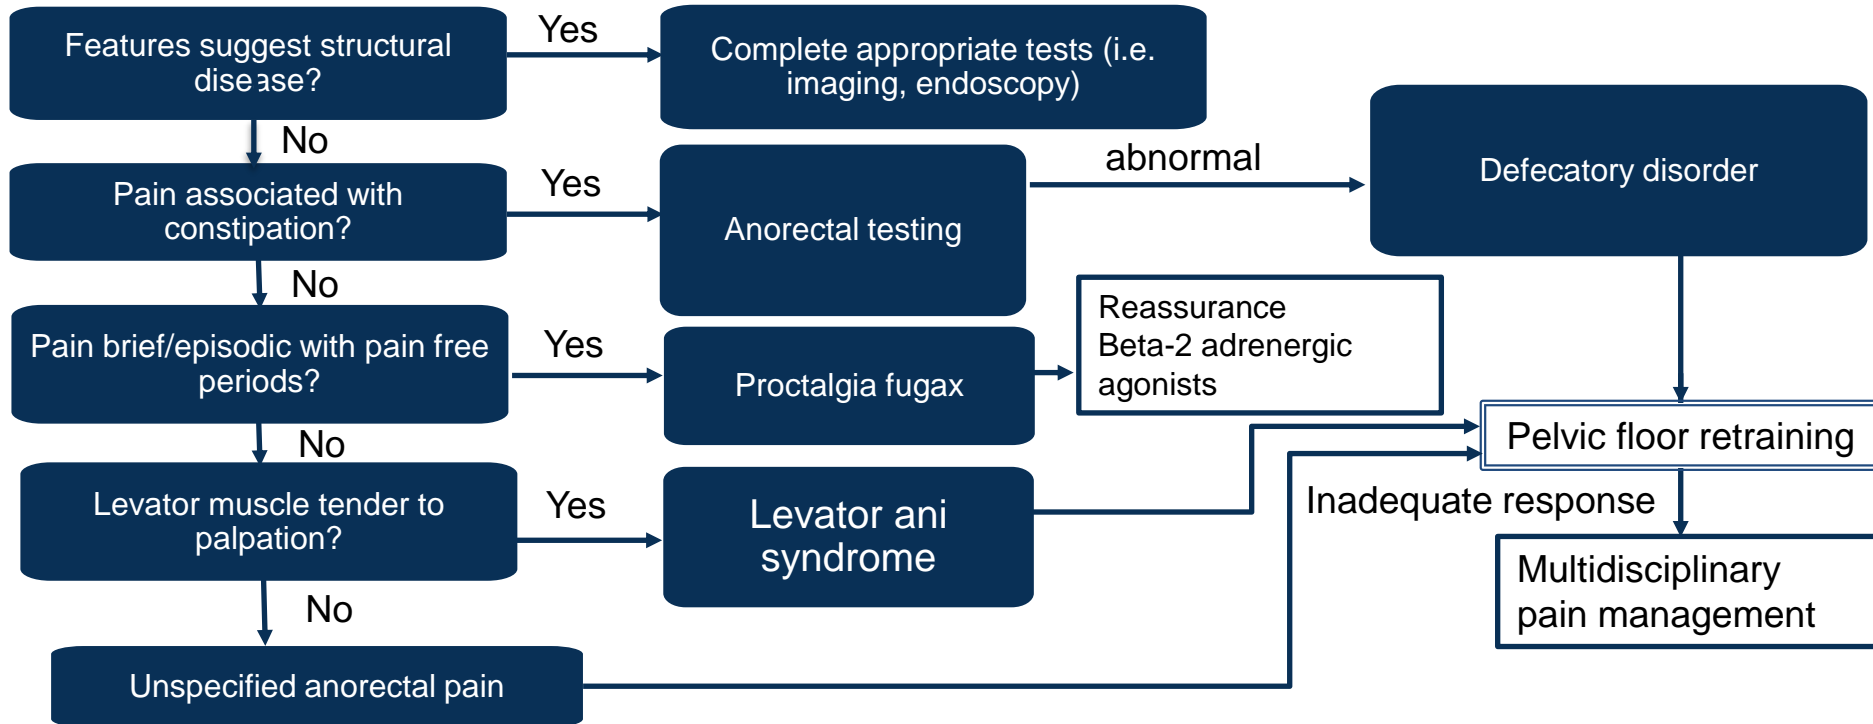 Features suggest structural
disease?
Yes
Complete appropriate tests (i.e.
imaging, endoscopy)
No
Pain associated with
constipation?
Yes
Anorectal testing
abnormal
Defecatory disorder
No
Pain brief/episodic with pain free
periods?
Yes
Proctalgia fugax
Reassurance
Beta-2 adrenergic
agonists
No
Levator muscle tender to
palpation?
Yes
Levator ani
syndrome
Pelvic floor retraining
Inadequate response
Multidisciplinary
pain management
No
Unspecified anorectal pain